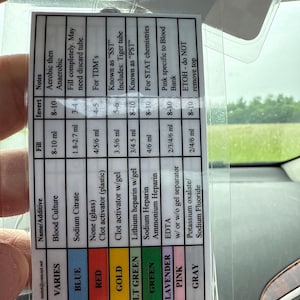 Name/Additive Fill Invert Notes
VARIES Blood Culture 8-10 ml 8-10 Aerobic then Anaerobic
BLUE Sodium Citrate 1.8-2.7 ml 3-4 Fill completely. May need discard tube.
RED None (glass) Clot activator (plastic) 4/5/6 ml 4-5 For TDM's
GOLD Clot activator w/gel 3.5/6 ml 5-6 Known as "SST" Includes: Tiger tube
LT GREEN Lithium heparin w/gel 3/4.5 ml 8-10 Known as "PST"
GREEN Sodium Heparin Ammonium Heparin 4/6 ml 8-10 For STAT chemistries
LAVENDER PINK EDTA w/ or w/o gel separator 2/3/4/6 ml 8-10 Pink specific to Blood Bank
GRAY Potassium oxalate/ Sodium Fluoride 2/4/6 ml 8-10 ETOH - do NOT remove top.